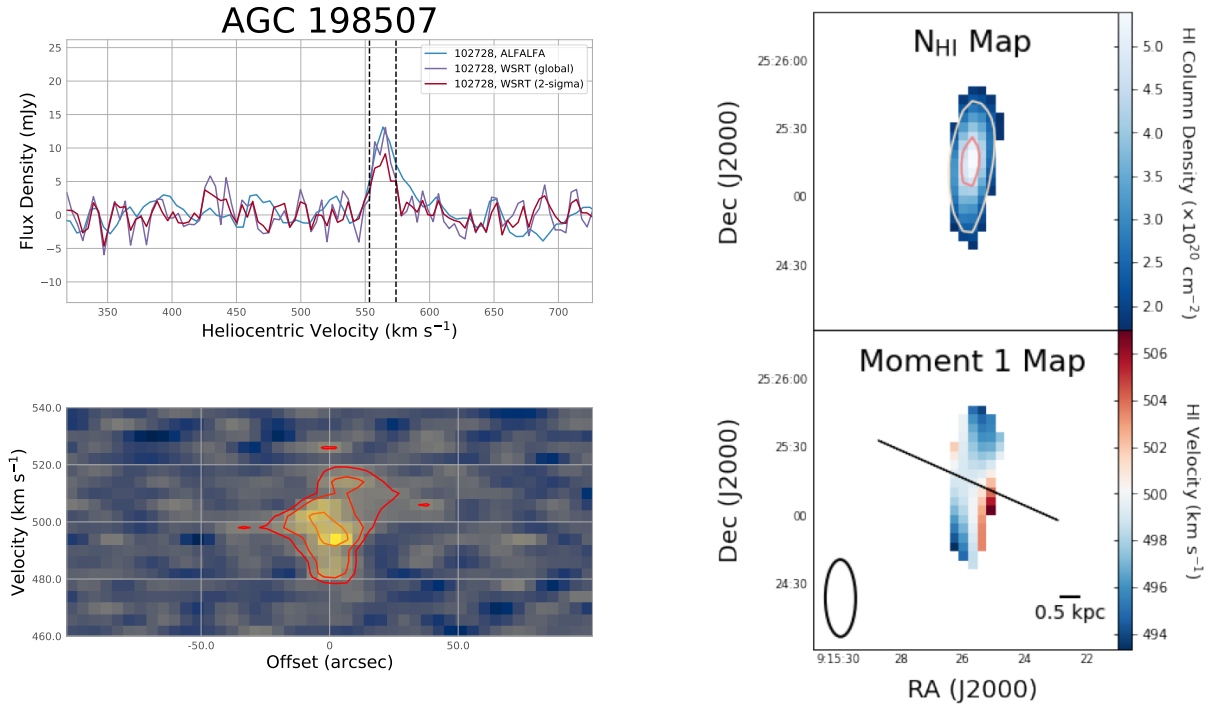 AGC 198507
102728, ALFALFA
102728, WSRT (global)
102728, WSRT (2-sigma)
Flux Density (mJy)
25
20
15
10
5
0
−5
−10
350 400 450 500 550 600 650 700
Heliocentric Velocity (km s⁻¹)
Velocity (km s⁻¹)
540.0
520.0
500.0
480.0
460.0
-50.0 0 50.0
Offset (arcsec)
N_HI Map
Dec (J2000)
25:26:00
25:30
00
24:30
5.0
4.5
4.0
3.5
3.0
2.5
2.0
HI Column Density (×10²⁰ cm⁻²)
Moment 1 Map
Dec (J2000)
25:26:00
25:30
00
24:30
0.5 kpc
9:15:30 28 26 24 22
RA (J2000)
506
504
502
500
498
496
494
HI Velocity (km s⁻¹)